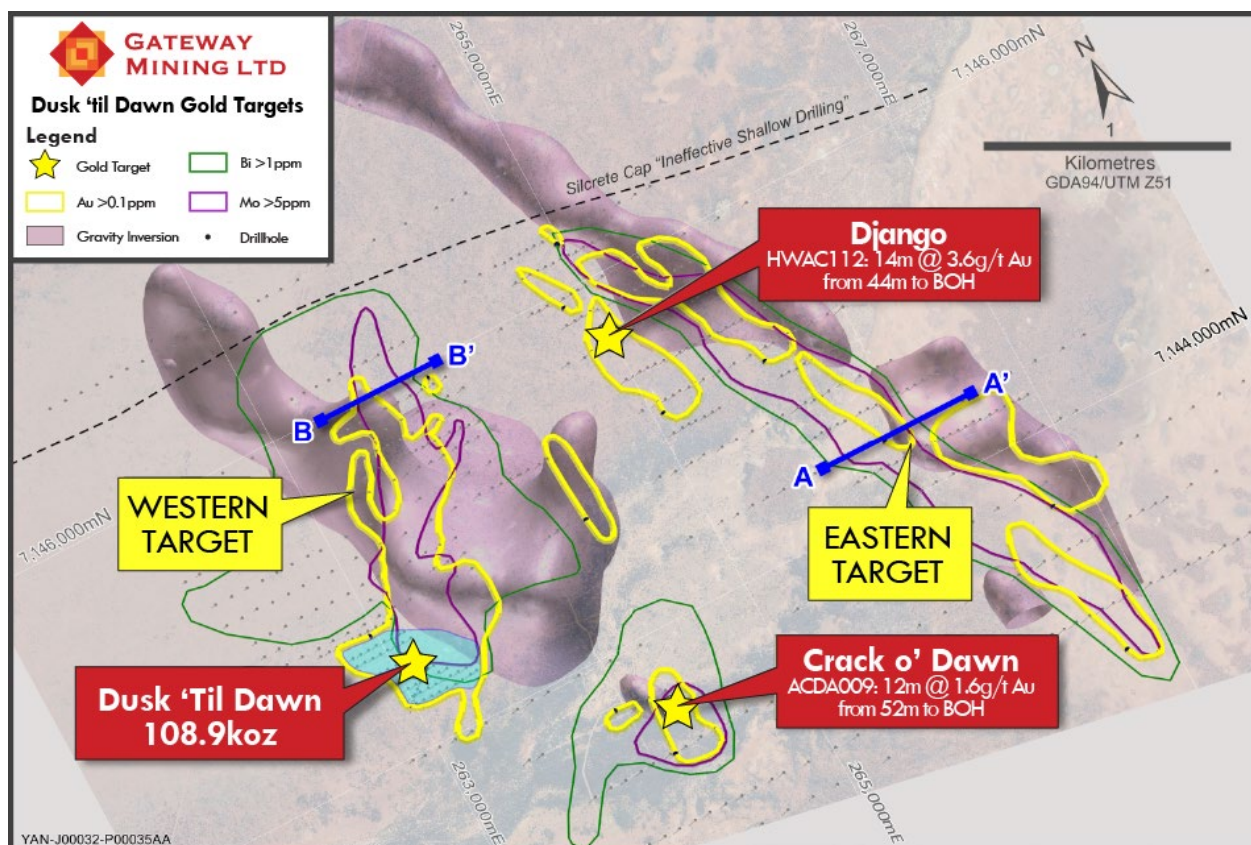 GATEWAY
MINING LTD
Dusk ‘til Dawn Gold Targets
Legend
Gold Target
Bi >1ppm
Au >0.1ppm
Mo >5ppm
Gravity Inversion
Drillhole
265,000mE
267,000mE
7,146,000mN
N
1
Kilometres
GDA94/UTM Z51
Silcrete Cap "Ineffective Shallow Drilling"
Django
HWAC112: 14m @ 3.6g/t Au
from 44m to BOH
7,144,000mN
B'
B
A'
A
WESTERN
TARGET
EASTERN
TARGET
7,146,000mN
Dusk ‘Til Dawn
108.9koz
Crack o’ Dawn
ACDA009: 12m @ 1.6g/t Au
from 52m to BOH
263,000mE
265,000mE
YAN-J00032-P00035AA